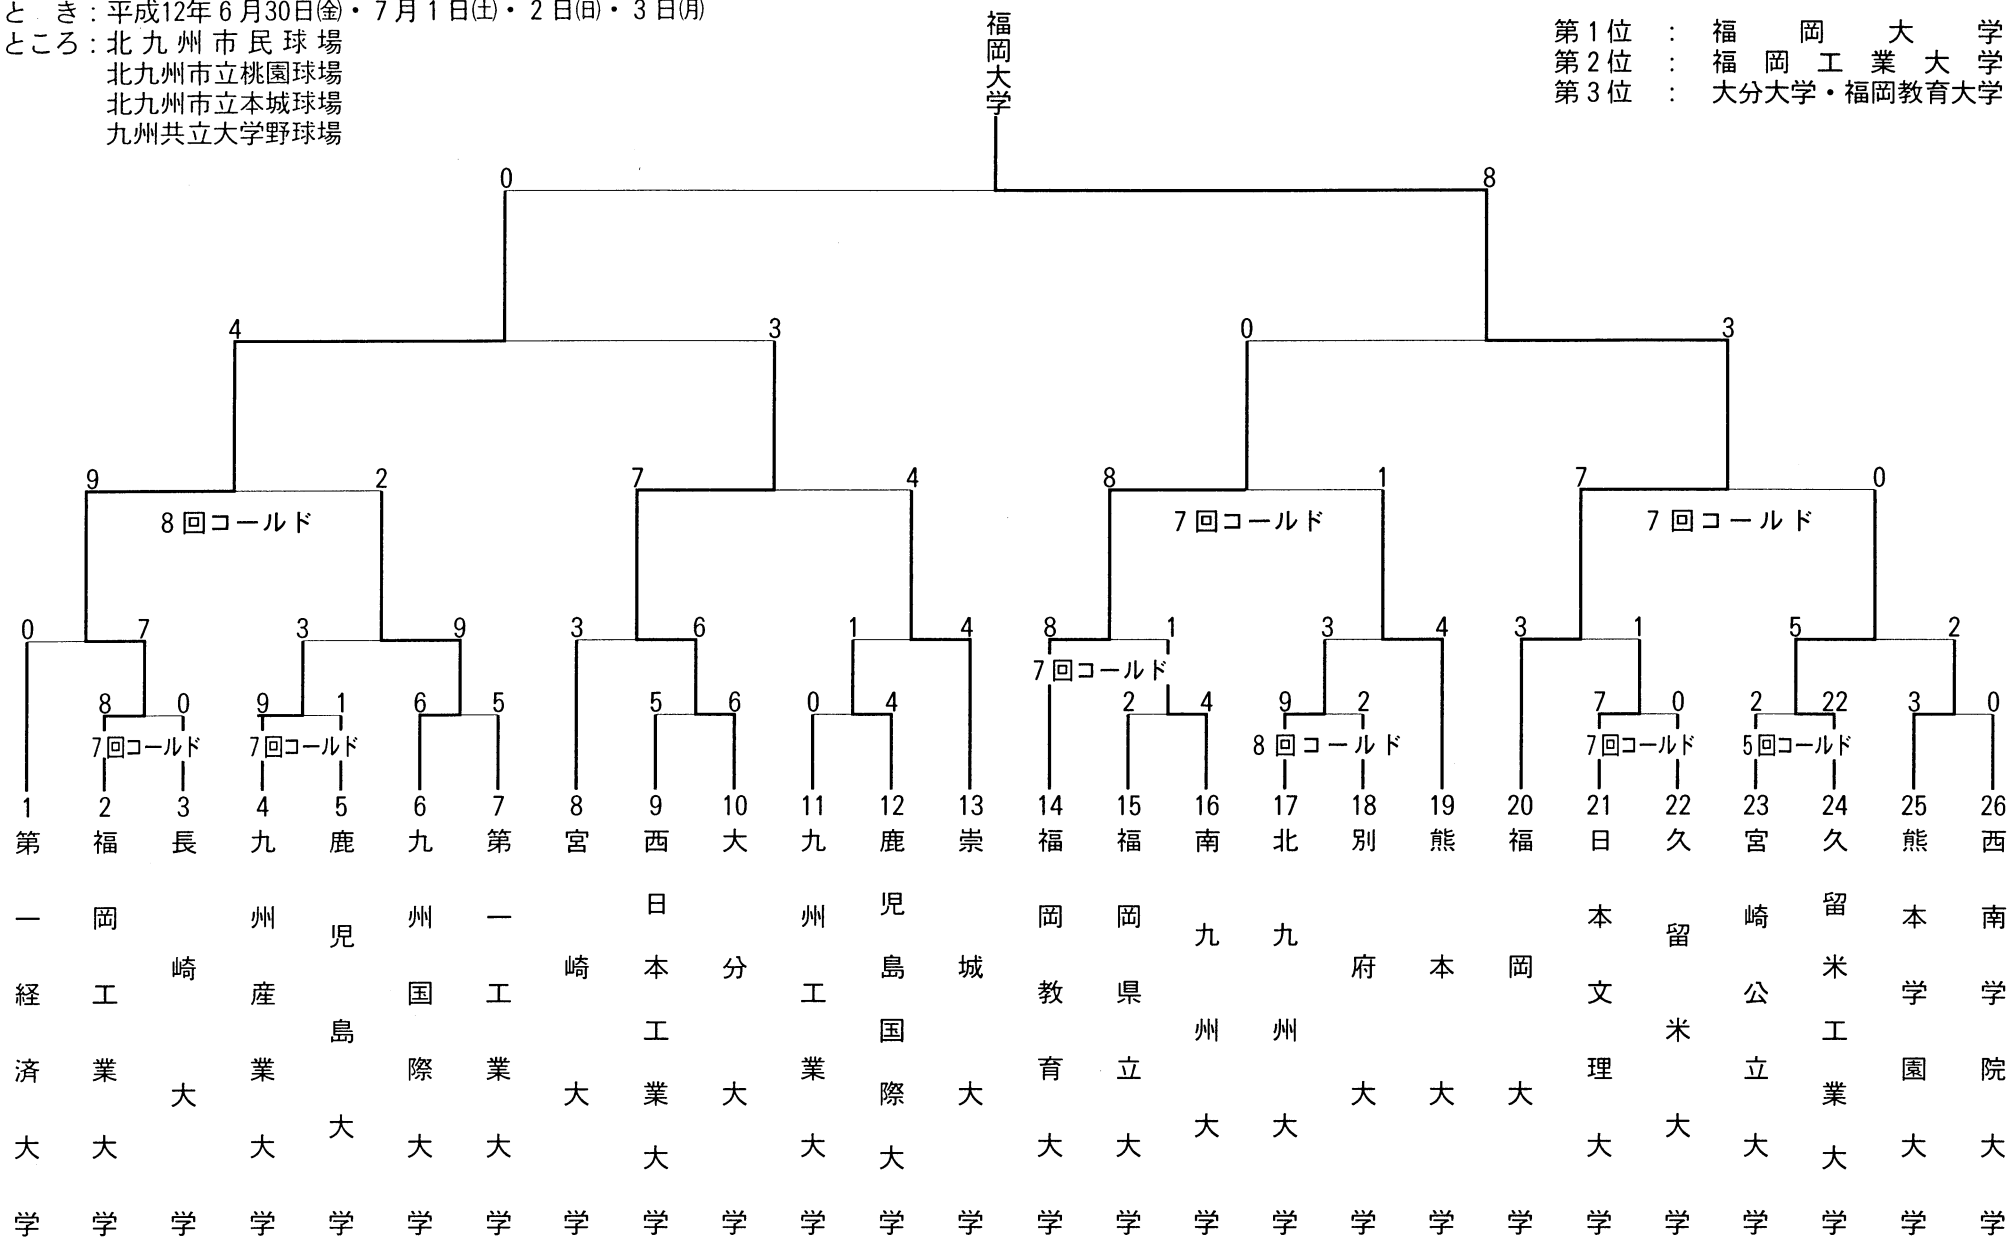 と き：平成12年6月30日㈮・7月1日㈯・2日㈰・3日㈪
ところ：北九州市民球場
北九州市立桃園球場
北九州市立本城球場
九州共立大学野球場
福岡大学
第1位 ： 福岡大学
第2位 ： 福岡工業大学
第3位 ： 大分大学・福岡教育大学
0 8
4 3 0 3
9 2 7 4 8 1 7 0
8回コールド 7回コールド 7回コールド
0 7 3 9 3 6 1 4 8 1 3 4 3 1 5 2
7回コールド
8 0 9 1 6 5 5 6 0 4 2 4 9 2 7 0 2 22 3 0
7回コールド 7回コールド 8回コールド 7回コールド 5回コールド
1 第一経済大学
2 福岡工業大学
3 長崎大学
4 九州産業大学
5 鹿児島大学
6 九州国際大学
7 第一工業大学
8 宮崎大学
9 西日本工業大学
10 大分大学
11 九州工業大学
12 鹿児島国際大学
13 崇城大学
14 福岡教育大学
15 福岡県立大学
16 南九州大学
17 北九州大学
18 別府大学
19 熊本大学
20 福岡大学
21 日本文理大学
22 久留米大学
23 宮崎公立大学
24 久留米工業大学
25 熊本学園大学
26 西南学院大学